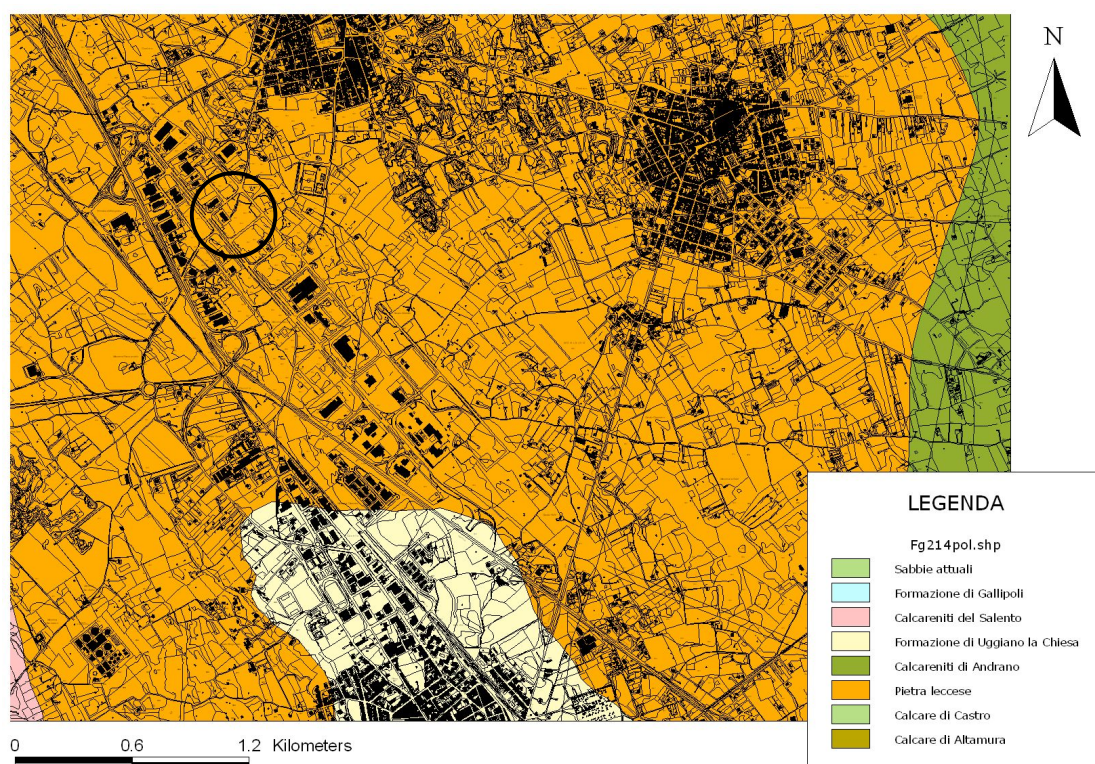 N
LEGENDA
Fg214pol.shp
Sabbie attuali
Formazione di Gallipoli
Calcareniti del Salento
Formazione di Uggiano la Chiesa
Calcareniti di Andrano
Pietra leccese
Calcare di Castro
Calcare di Altamura
0 0.6 1.2 Kilometers